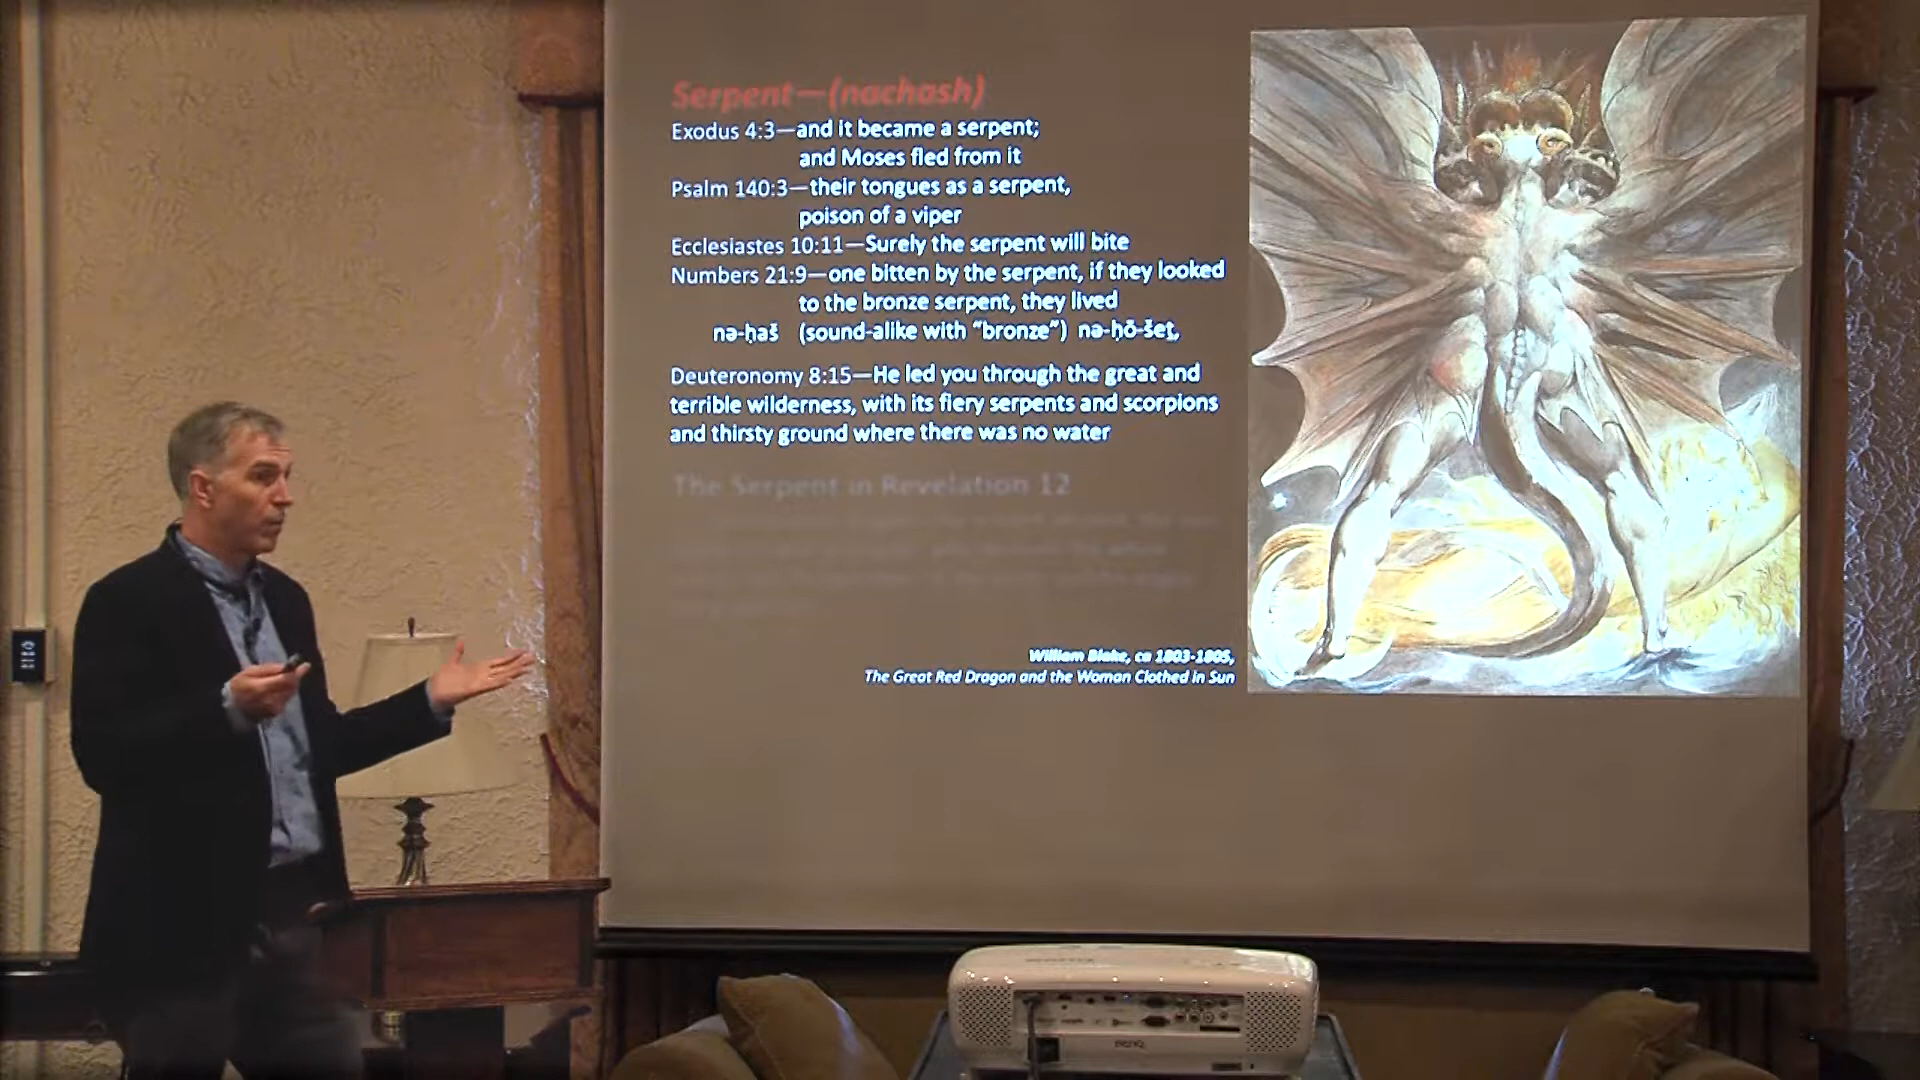 Serpent—(nachash)
Exodus 4:3—and it became a serpent;
and Moses fled from it
Psalm 140:3—their tongues as a serpent,
poison of a viper
Ecclesiastes 10:11—Surely the serpent will bite
Numbers 21:9—one bitten by the serpent, if they looked
to the bronze serpent, they lived
nə-ḥaš (sound-alike with "bronze") nə-ḥō-šeṯ,
Deuteronomy 8:15—He led you through the great and
terrible wilderness, with its fiery serpents and scorpions
and thirsty ground where there was no water
The Serpent in Revelation 12
William Blake, ca 1803-1805,
The Great Red Dragon and the Woman Clothed in Sun
BenQ